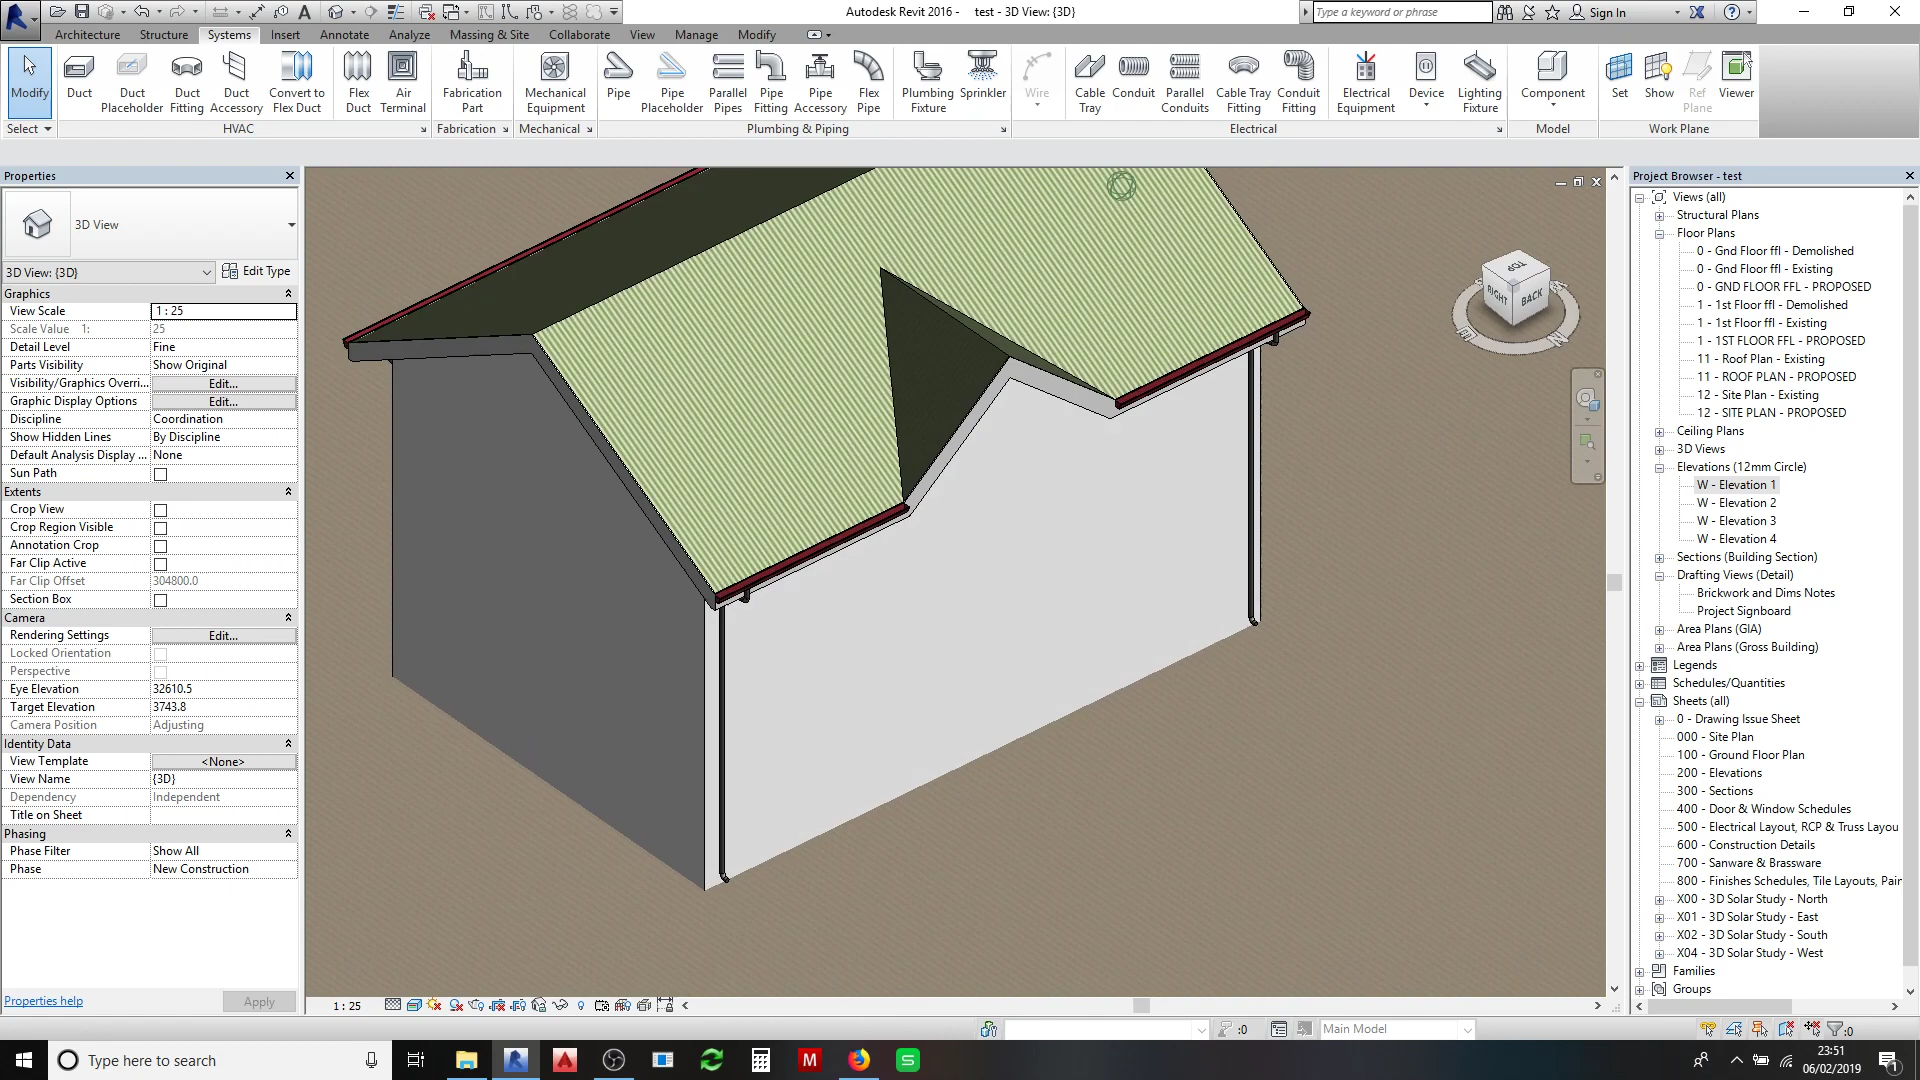 Autodesk Revit 2016 - test - 3D View: {3D}
Type a keyword or phrase
Sign In
Architecture Structure Systems Insert Annotate Analyze Massing & Site Collaborate View Manage Modify
Modify
Duct
Duct Placeholder
Duct Fitting
Duct Accessory
Convert to Flex Duct
Flex Duct
Air Terminal
Fabrication Part
Mechanical Equipment
Pipe
Pipe Placeholder
Parallel Pipes
Pipe Fitting
Pipe Accessory
Flex Pipe
Plumbing Fixture
Sprinkler
Wire
Cable Tray
Conduit
Parallel Conduits
Cable Tray Fitting
Conduit Fitting
Electrical Equipment
Device
Lighting Fixture
Component
Set
Show
Ref Plane
Viewer
Select HVAC Fabrication Mechanical Plumbing & Piping Electrical Model Work Plane
Properties
3D View
3D View: {3D} Edit Type
Graphics
View Scale 1 : 25
Scale Value 1: 25
Detail Level Fine
Parts Visibility Show Original
Visibility/Graphics Overri... Edit...
Graphic Display Options Edit...
Discipline Coordination
Show Hidden Lines By Discipline
Default Analysis Display ... None
Sun Path
Extents
Crop View
Crop Region Visible
Annotation Crop
Far Clip Active
Far Clip Offset 304800.0
Section Box
Camera
Rendering Settings Edit...
Locked Orientation
Perspective
Eye Elevation 32610.5
Target Elevation 3743.8
Camera Position Adjusting
Identity Data
View Template <None>
View Name {3D}
Dependency Independent
Title on Sheet
Phasing
Phase Filter Show All
Phase New Construction
Properties help Apply
TOP
RIGHT
BACK
1 : 25
Project Browser - test
Views (all)
Structural Plans
Floor Plans
0 - Gnd Floor ffl - Demolished
0 - Gnd Floor ffl - Existing
0 - GND FLOOR FFL - PROPOSED
1 - 1st Floor ffl - Demolished
1 - 1st Floor ffl - Existing
1 - 1ST FLOOR FFL - PROPOSED
11 - Roof Plan - Existing
11 - ROOF PLAN - PROPOSED
12 - Site Plan - Existing
12 - SITE PLAN - PROPOSED
Ceiling Plans
3D Views
Elevations (12mm Circle)
W - Elevation 1
W - Elevation 2
W - Elevation 3
W - Elevation 4
Sections (Building Section)
Drafting Views (Detail)
Brickwork and Dims Notes
Project Signboard
Area Plans (GIA)
Area Plans (Gross Building)
Legends
Schedules/Quantities
Sheets (all)
0 - Drawing Issue Sheet
000 - Site Plan
100 - Ground Floor Plan
200 - Elevations
300 - Sections
400 - Door & Window Schedules
500 - Electrical Layout, RCP & Truss Layou
600 - Construction Details
700 - Sanware & Brassware
800 - Finishes Schedules, Tile Layouts, Pain
X00 - 3D Solar Study - North
X01 - 3D Solar Study - East
X02 - 3D Solar Study - South
X04 - 3D Solar Study - West
Families
Groups
:0 Main Model :0
Type here to search
23:51
06/02/2019